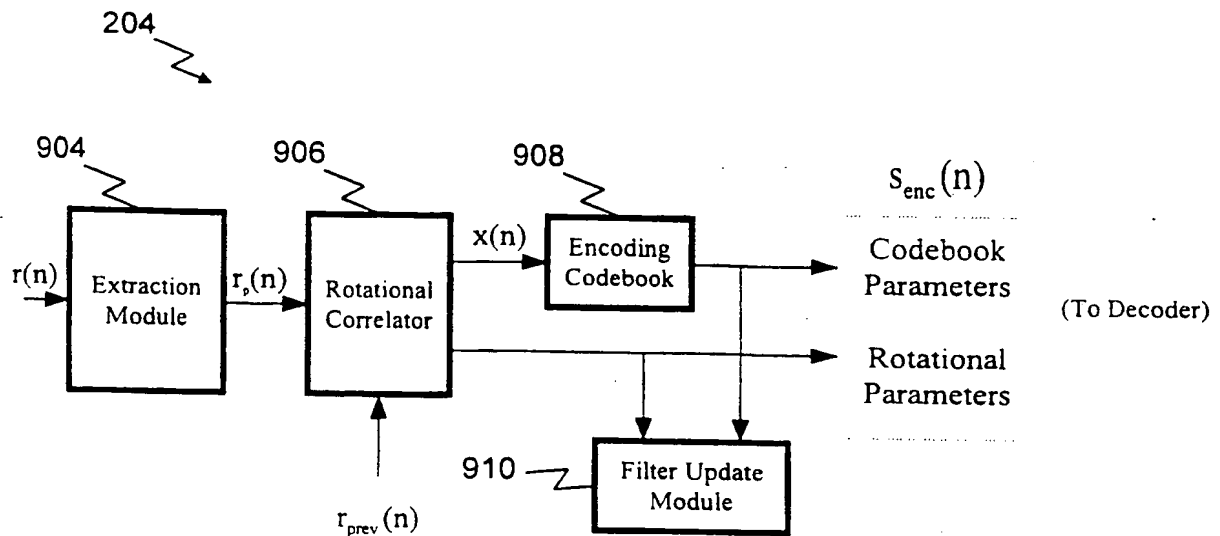 204
904
906
908
s_enc(n)
r(n)
Extraction
Module
r_p(n)
Rotational
Correlator
x(n)
Encoding
Codebook
Codebook
Parameters
(To Decoder)
Rotational
Parameters
910
Filter Update
Module
r_prev(n)